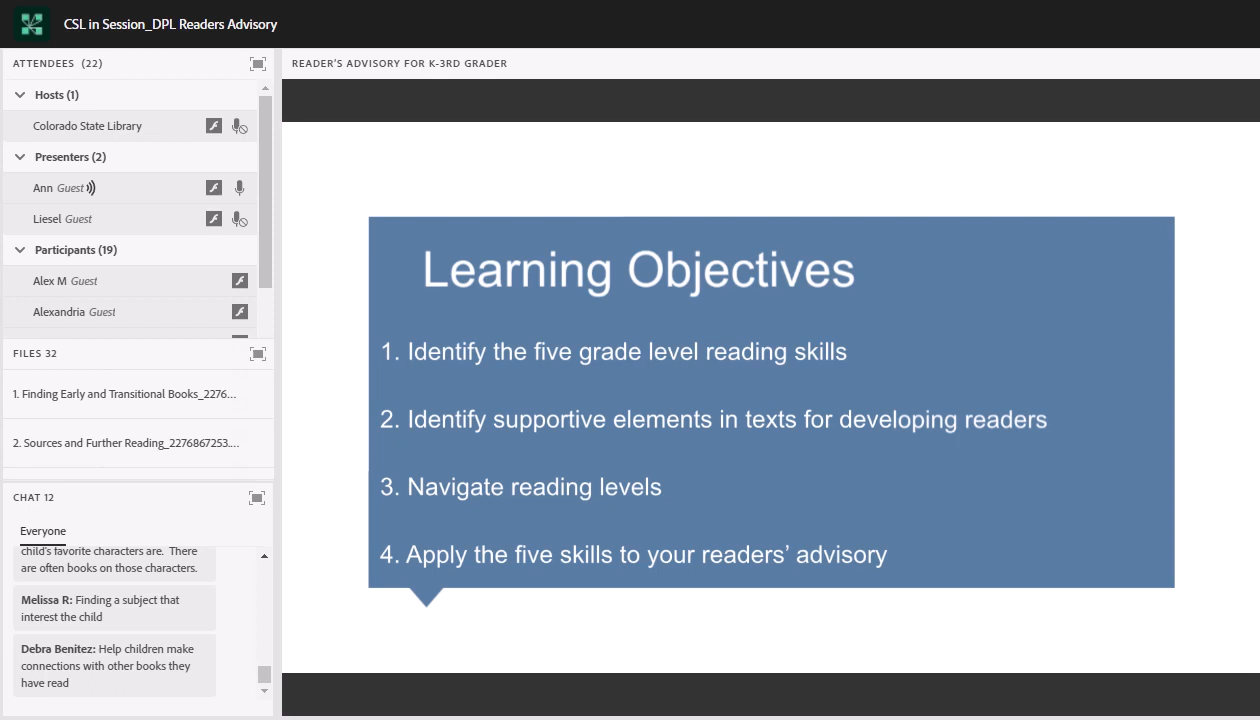 CSL in Session_DPL Readers Advisory
ATTENDEES (22)
Hosts (1)
Colorado State Library
Presenters (2)
Ann Guest
Liesel Guest
Participants (19)
Alex M Guest
Alexandria Guest
FILES 32
1. Finding Early and Transitional Books_2276...
2. Sources and Further Reading_2276867253....
CHAT 12
Everyone
child's favorite characters are. There
are often books on those characters.
Melissa R: Finding a subject that
interest the child
Debra Benitez: Help children make
connections with other books they
have read
READER'S ADVISORY FOR K-3RD GRADER
Learning Objectives
1. Identify the five grade level reading skills
2. Identify supportive elements in texts for developing readers
3. Navigate reading levels
4. Apply the five skills to your readers’ advisory